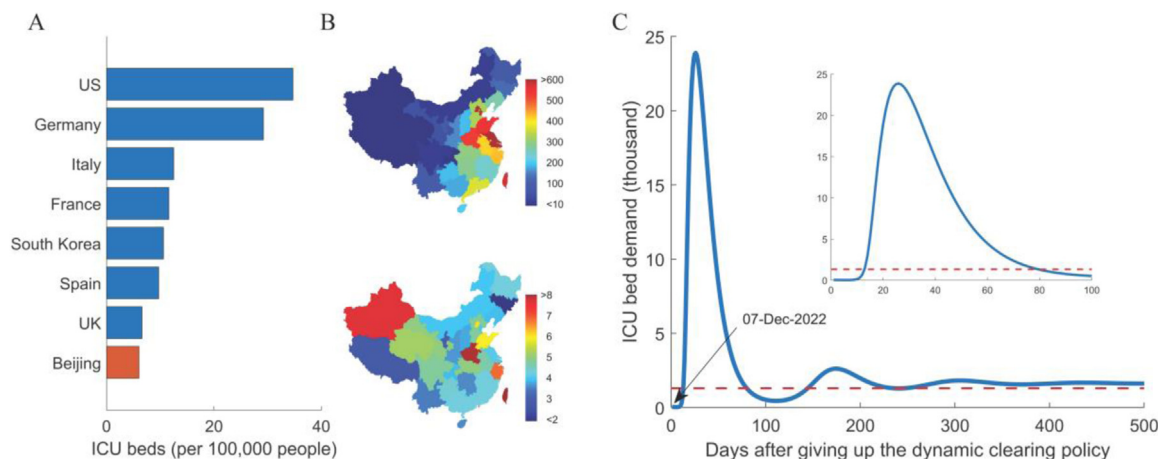 A
US
Germany
Italy
France
South Korea
Spain
UK
Beijing
0
20
40
ICU beds (per 100,000 people)
B
>600
500
400
300
200
100
<10
>8
7
6
5
4
3
<2
C
ICU bed demand (thousand)
25
20
15
10
5
0
07-Dec-2022
0
100
200
300
400
500
Days after giving up the dynamic clearing policy
25
20
15
10
5
0
0
20
40
60
80
100